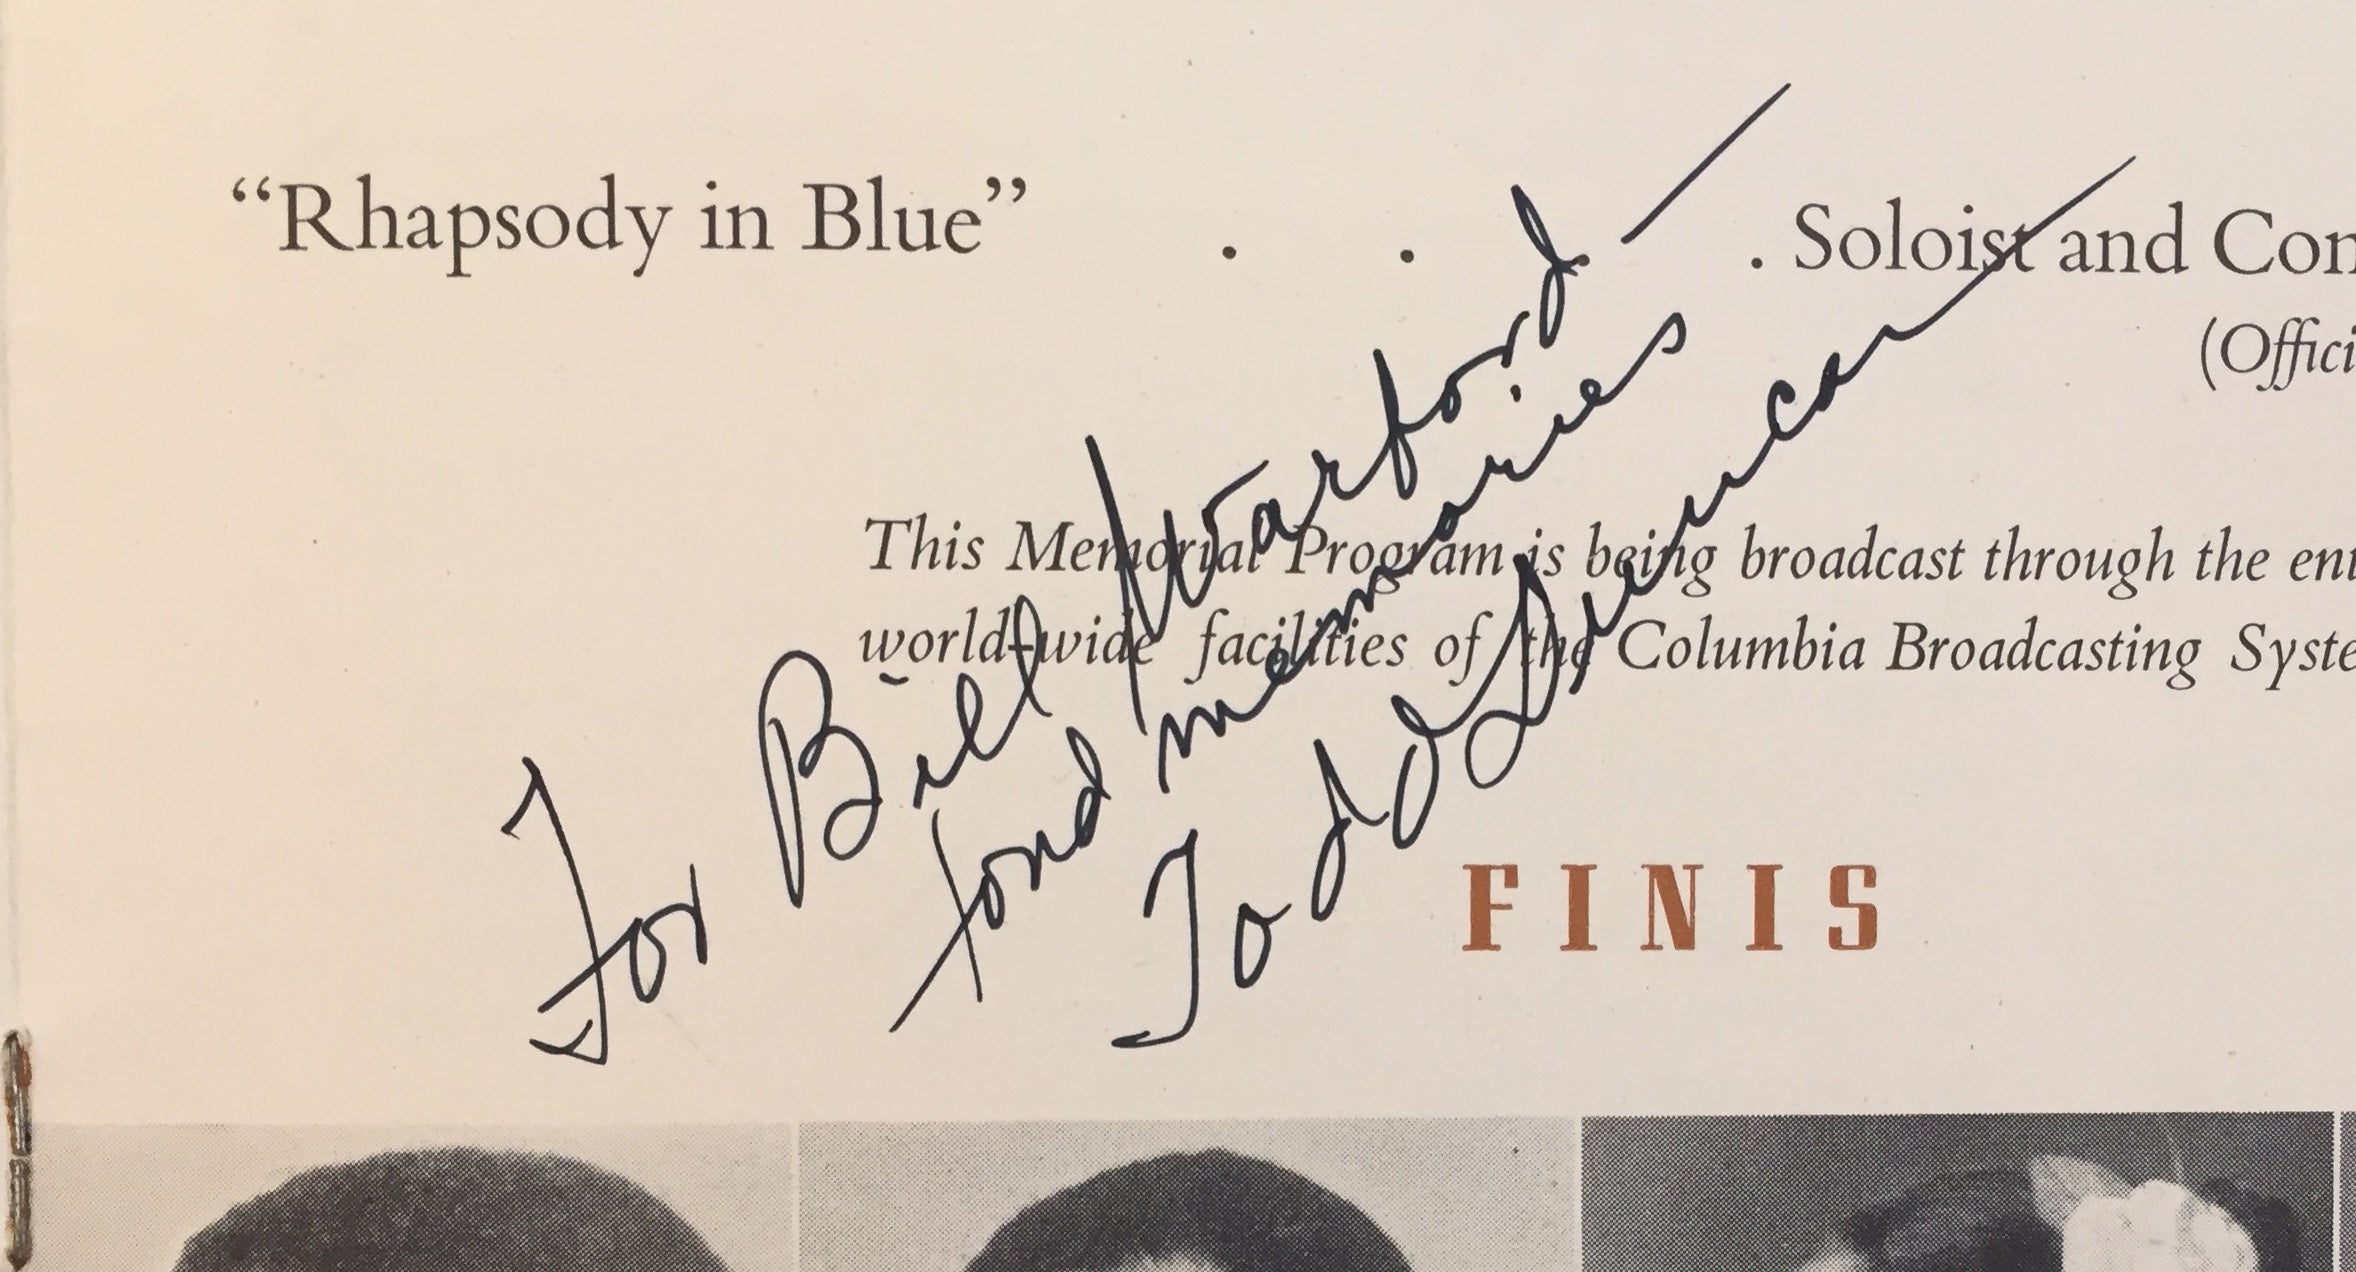 "Rhapsody in Blue" . . . . Soloist and Con
(Offici
This Memorial Program is being broadcast through the ent
world-wide facilities of the Columbia Broadcasting Syste
For Bill Warford —
fond memories
Todd Duncan
FINIS